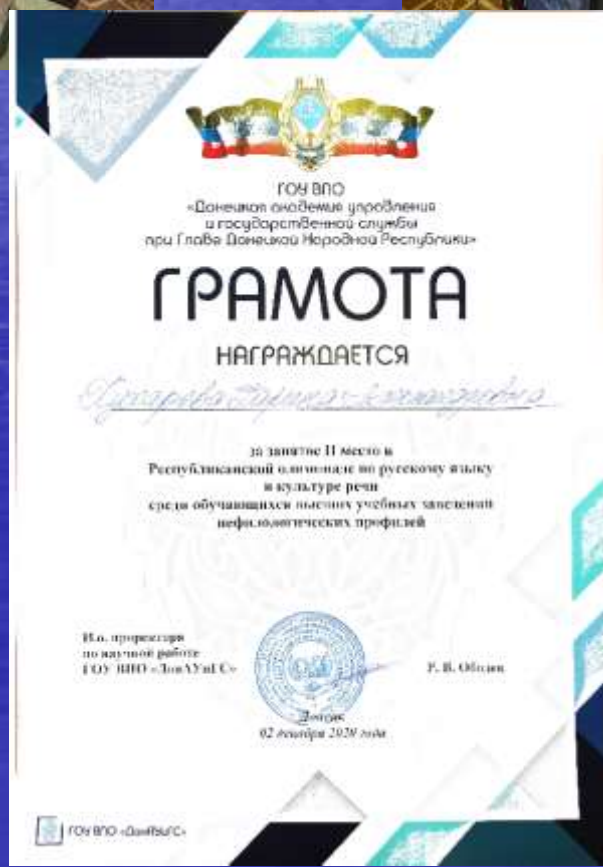 ГОУ ВПО
«Донецкая академия управления
и государственной службы
при Главе Донецкой Народной Республики»
ГРАМОТА
НАГРАЖДАЕТСЯ
за занятое II место в
Республиканской олимпиаде по русскому языку
и культуре речи
среди обучающихся высших учебных заведений
нефилологических профилей
И.о. проректора
по научной работе
ГОУ ВПО «ДонАУиГС»
Донецк
02 декабря 2020 года
ГОУ ВПО «ДонАУиГС»